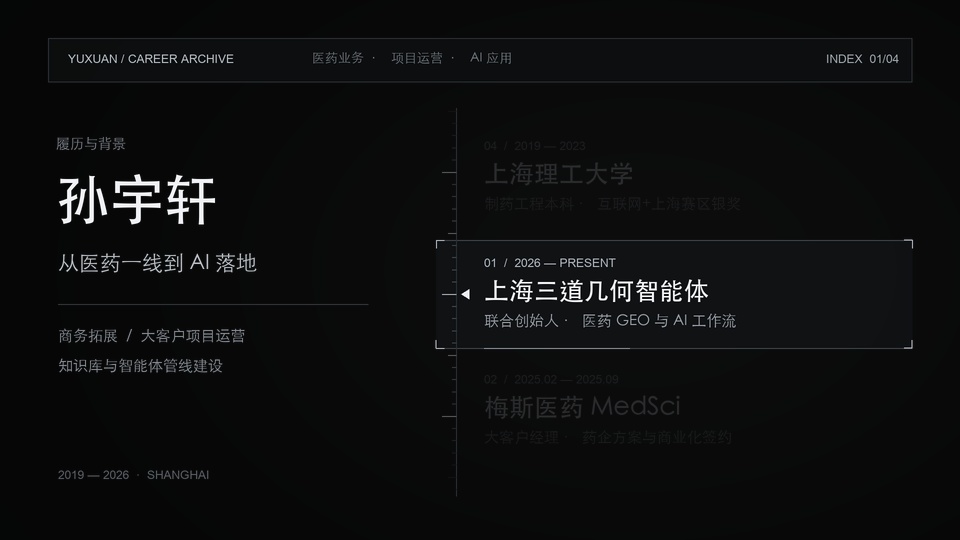 YUXUAN / CAREER ARCHIVE
医药业务 · 项目运营 · AI 应用
INDEX 01/04
履历与背景
孙宇轩
从医药一线到 AI 落地
商务拓展 / 大客户项目运营
知识库与智能体管线建设
2019 — 2026 · SHANGHAI
04 / 2019 — 2023
上海理工大学
制药工程本科 · 互联网+上海赛区银奖
01 / 2026 — PRESENT
上海三道几何智能体
联合创始人 · 医药 GEO 与 AI 工作流
02 / 2025.02 — 2025.09
梅斯医药 MedSci
大客户经理 · 药企方案与商业化签约